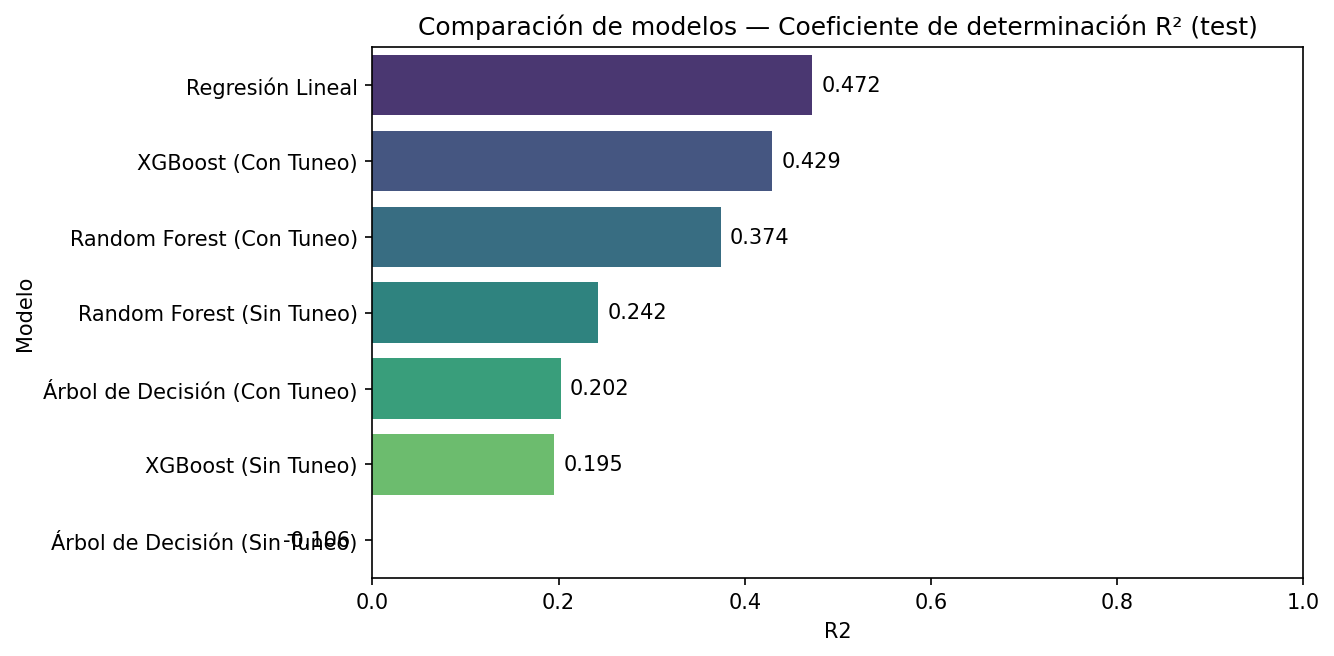 Comparación de modelos — Coeficiente de determinación R² (test)
Modelo
Regresión Lineal 0.472
XGBoost (Con Tuneo) 0.429
Random Forest (Con Tuneo) 0.374
Random Forest (Sin Tuneo) 0.242
Árbol de Decisión (Con Tuneo) 0.202
XGBoost (Sin Tuneo) 0.195
Árbol de Decisión (Sin Tuneo) -0.106
0.0 0.2 0.4 0.6 0.8 1.0
R2